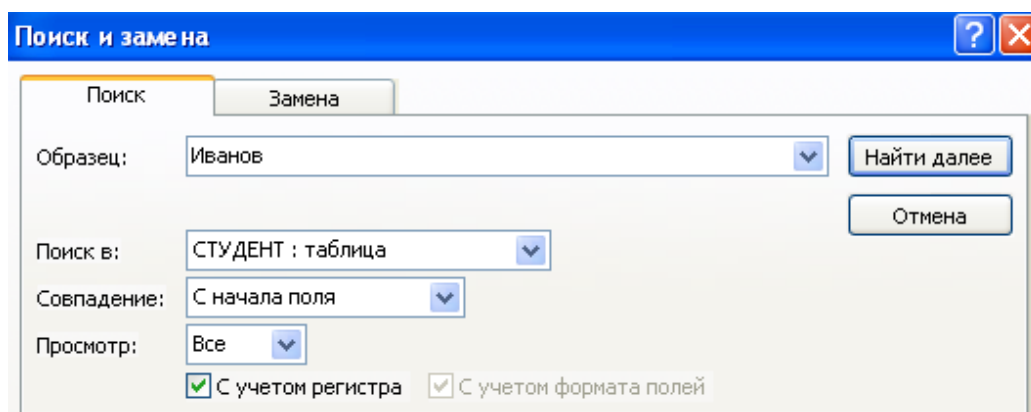 Поиск и замена
Поиск Замена
Образец: Иванов Найти далее
Отмена
Поиск в: СТУДЕНТ : таблица
Совпадение: С начала поля
Просмотр: Все
С учетом регистра С учетом формата полей